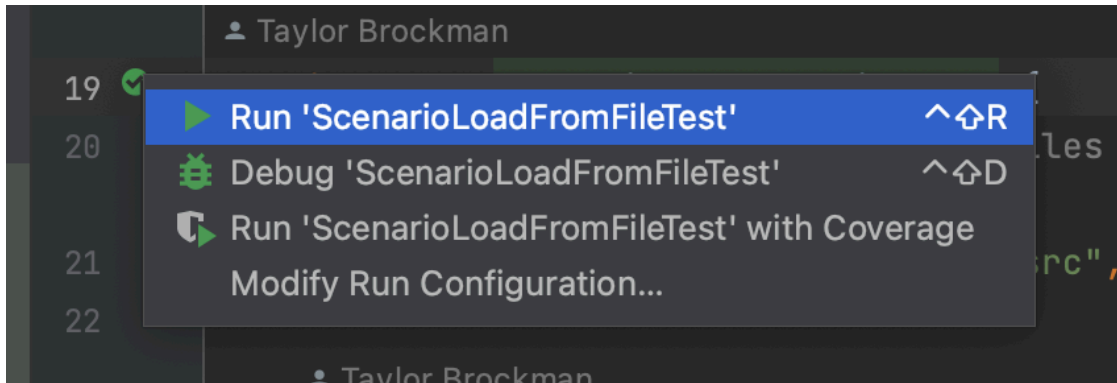 Taylor Brockman
19
Run 'ScenarioLoadFromFileTest' ^⇧R
20 les
Debug 'ScenarioLoadFromFileTest' ^⇧D
Run 'ScenarioLoadFromFileTest' with Coverage
21 src",
Modify Run Configuration...
22
Taylor Brockman